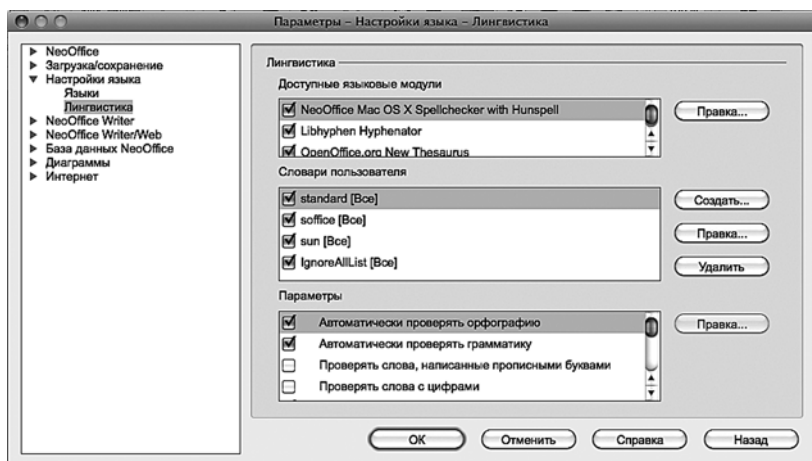 Параметры – Настройки языка – Лингвистика
NeoOffice
Загрузка/сохранение
Настройки языка
Языки
Лингвистика
NeoOffice Writer
NeoOffice Writer/Web
База данных NeoOffice
Диаграммы
Интернет
Лингвистика
Доступные языковые модули
NeoOffice Mac OS X Spellchecker with Hunspell
Libhyphen Hyphenator
OpenOffice.org New Thesaurus
Правка...
Словари пользователя
standard [Все]
soffice [Все]
sun [Все]
IgnoreAllList [Все]
Создать...
Правка...
Удалить
Параметры
Автоматически проверять орфографию
Автоматически проверять грамматику
Проверять слова, написанные прописными буквами
Проверять слова с цифрами
Правка...
ОК
Отменить
Справка
Назад